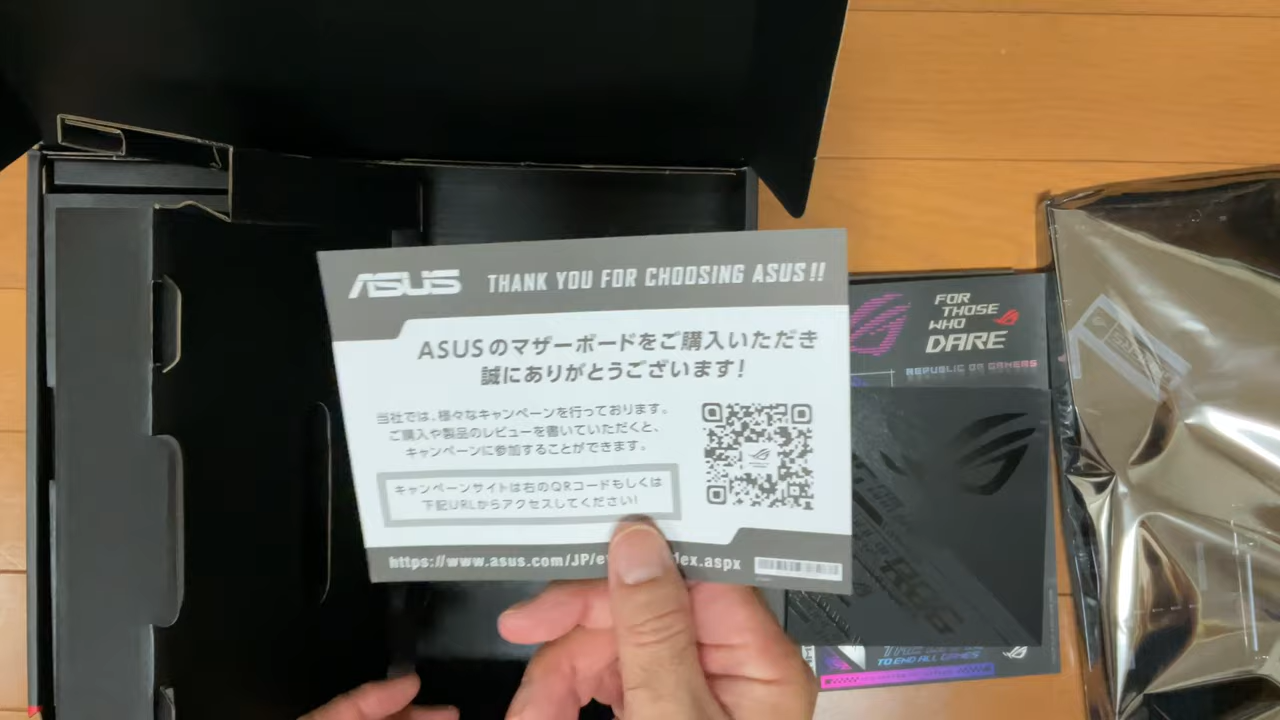 ASUS THANK YOU FOR CHOOSING ASUS!!
ASUSのマザーボードをご購入いただき
誠にありがとうございます!
当社では、様々なキャンペーンを行っております。
ご購入や製品のレビューを書いていただくと、
キャンペーンに参加することができます。
キャンペーンサイトは右のQRコードもしくは
下記URLからアクセスしてください!
https://www.asus.com/JP/e dex.aspx
FOR
THOSE
WHO
DARE
REPUBLIC OF GAMERS
TO END ALL GAMES